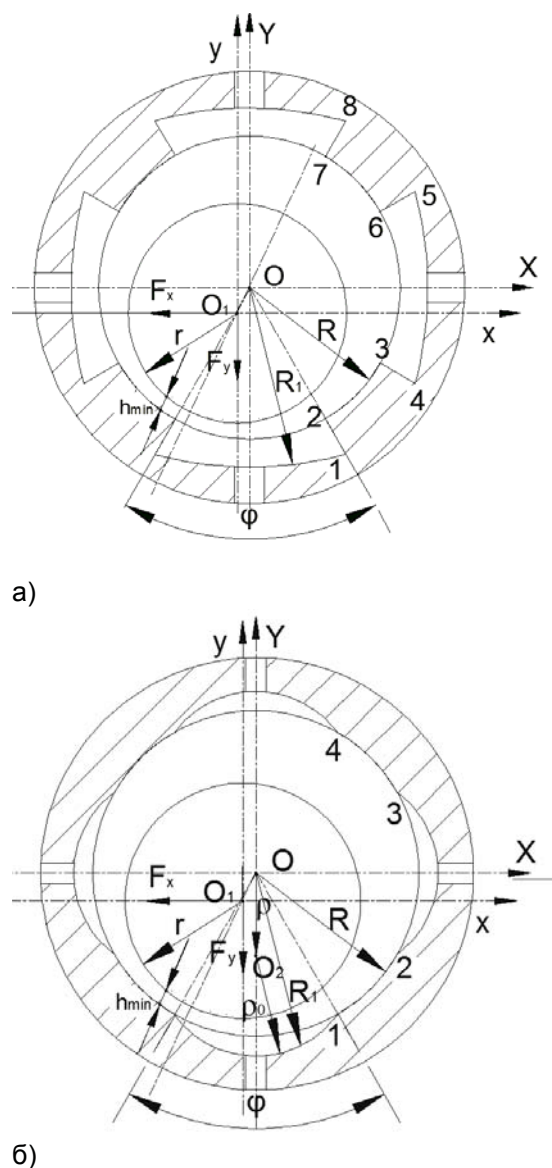 y Y
8
7
5
6
O X
Fx O₁ x
r Fy R 3
R₁
hmin 2 4
1
φ
а)
y Y
4
3
O X
Fx O₁ x
ρ R
r Fy O₂ 2
hmin ρ₀ R₁
1
φ
б)